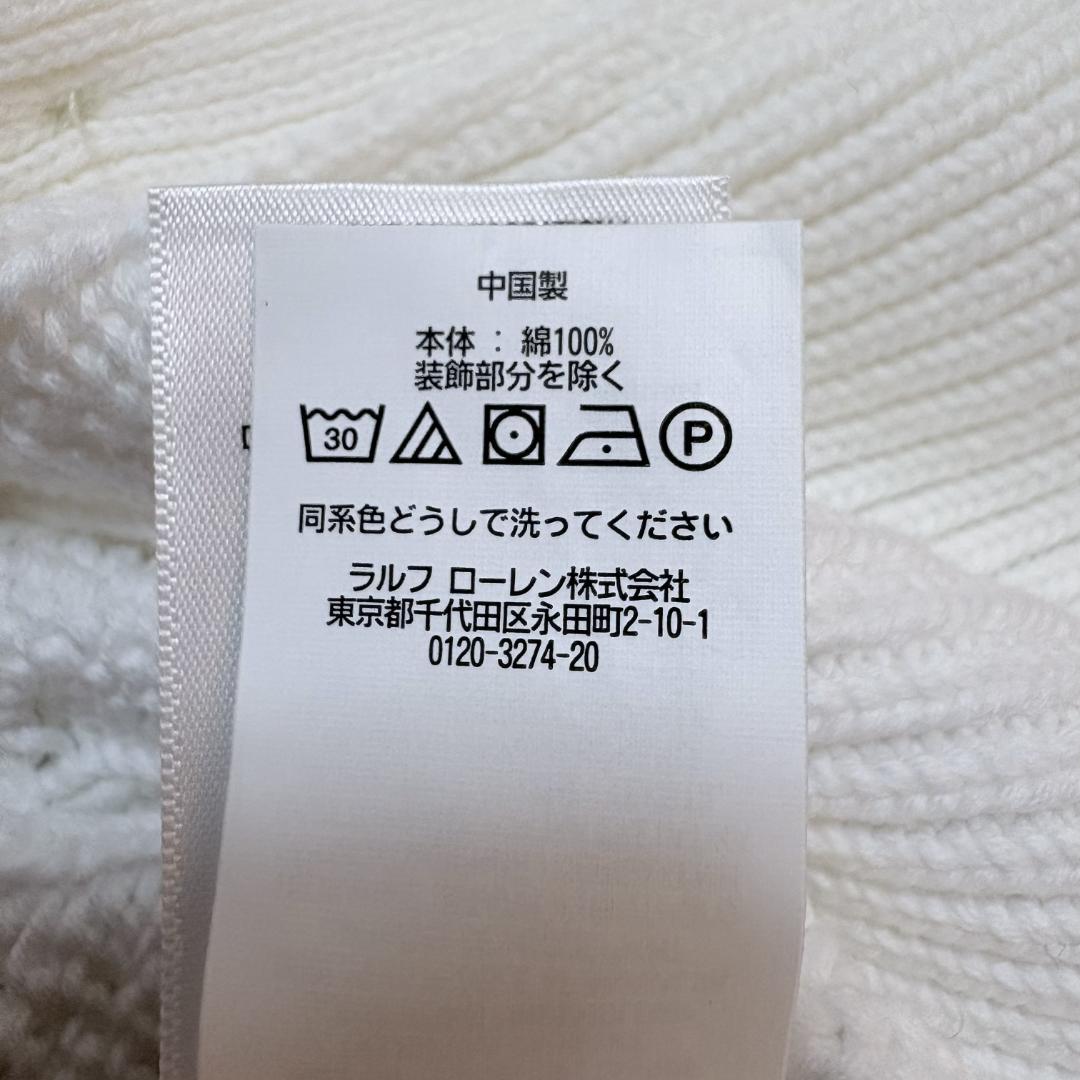 中国製
本体 : 綿100%
装飾部分を除く
30 P
同系色どうしで洗ってください
ラルフ ローレン株式会社
東京都千代田区永田町2-10-1
0120-3274-20